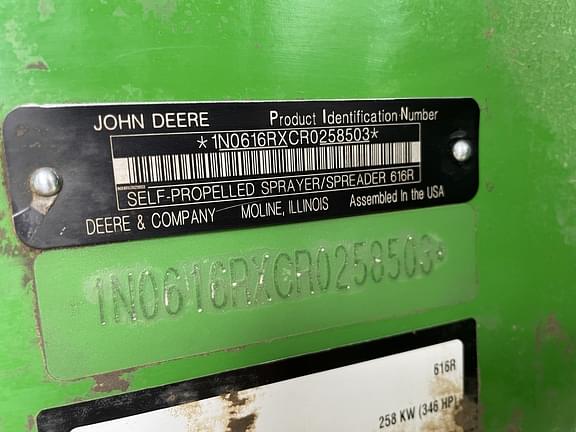 JOHN DEERE Product Identification Number
*1N0616RXCR0258503*
SELF-PROPELLED SPRAYER/SPREADER 616R
DEERE & COMPANY MOLINE, ILLINOIS Assembled In the USA
1N0616RXCR0258503*
616R
258 KW (346 HP)